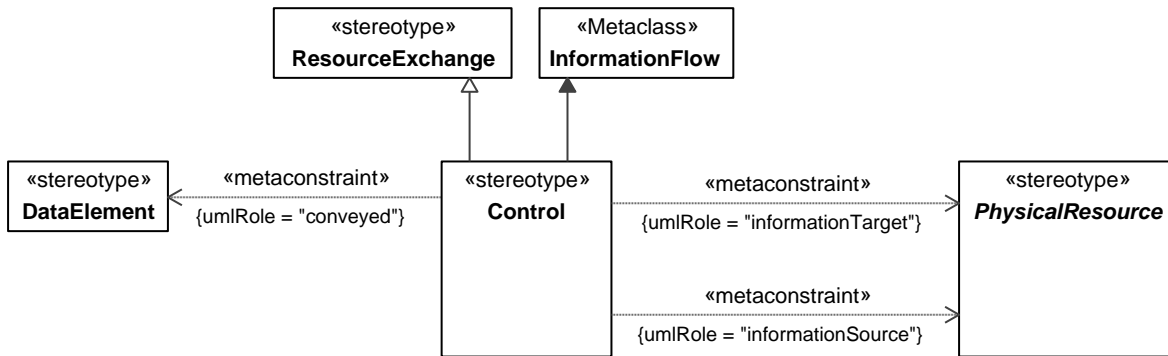 «stereotype»
ResourceExchange
«Metaclass»
InformationFlow
«stereotype»
DataElement
«metaconstraint»
{umlRole = "conveyed"}
«stereotype»
Control
«metaconstraint»
{umlRole = "informationTarget"}
«metaconstraint»
{umlRole = "informationSource"}
«stereotype»
PhysicalResource